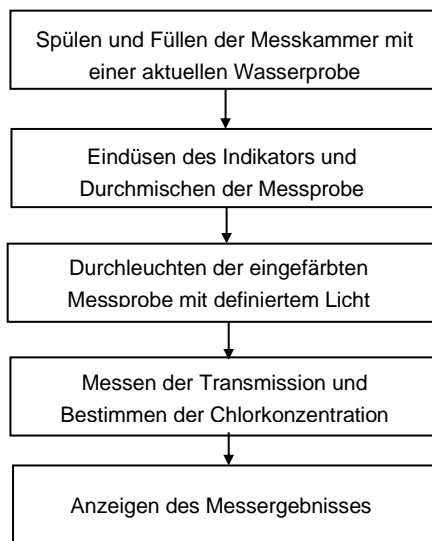 Spülen und Füllen der Messkammer mit
einer aktuellen Wasserprobe
Eindüsen des Indikators und
Durchmischen der Messprobe
Durchleuchten der eingefärbten
Messprobe mit definiertem Licht
Messen der Transmission und
Bestimmen der Chlorkonzentration
Anzeigen des Messergebnisses